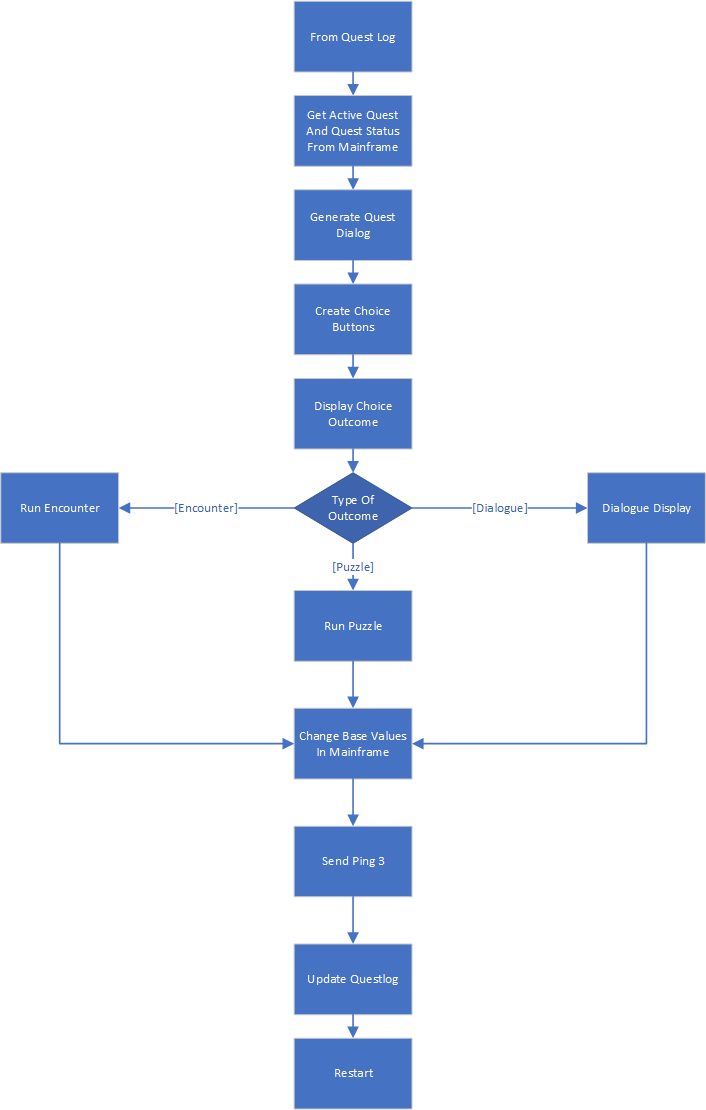 From Quest Log
Get Active Quest
And Quest Status
From Mainframe
Generate Quest
Dialog
Create Choice
Buttons
Display Choice
Outcome
Type Of
Outcome
Run Encounter
[Encounter]
[Dialogue]
Dialogue Display
[Puzzle]
Run Puzzle
Change Base Values
In Mainframe
Send Ping 3
Update Questlog
Restart